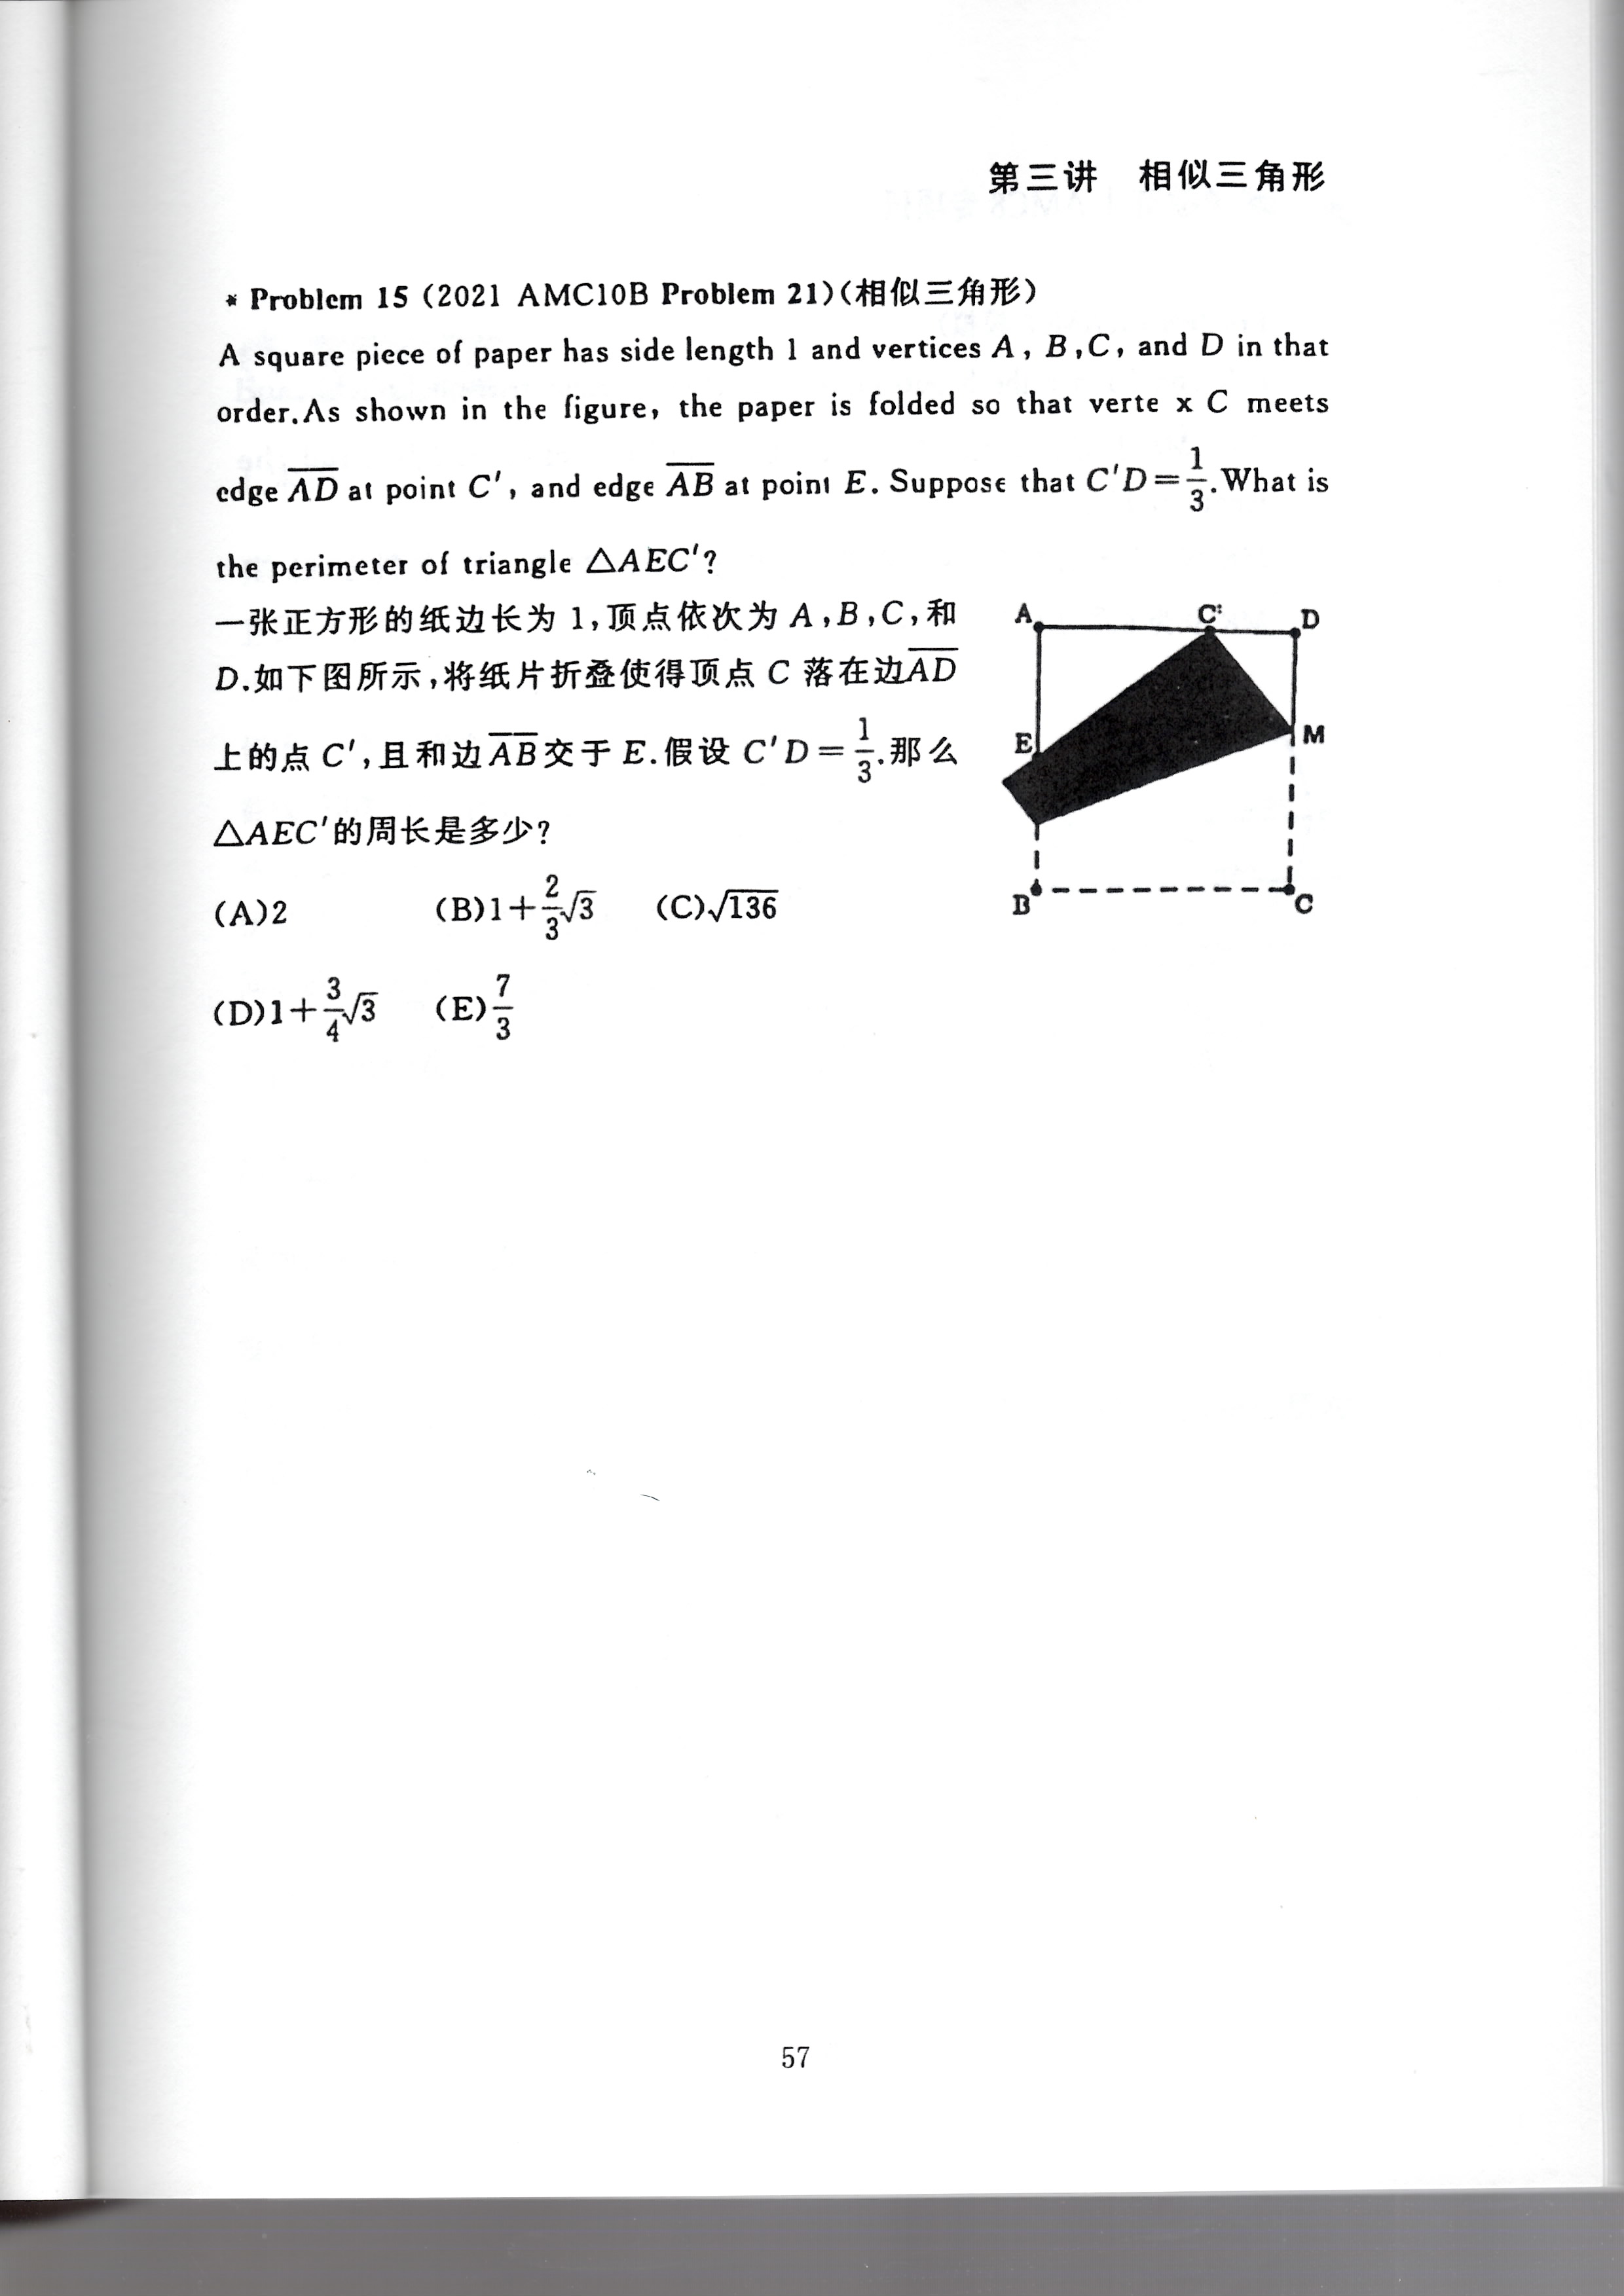 第三讲 相似三角形
* Problem 15 (2021 AMC10B Problem 21)(相似三角形)
A square piece of paper has side length 1 and vertices A, B,C, and D in that
order.As shown in the figure, the paper is folded so that verte x C meets
edge \overline{AD} at point C', and edge \overline{AB} at point E. Suppose that C'D=\frac{1}{3}.What is
the perimeter of triangle △AEC'?
一张正方形的纸边长为 1,顶点依次为 A,B,C,和
D.如下图所示,将纸片折叠使得顶点 C 落在边\overline{AD}
上的点 C',且和边\overline{AB}交于 E.假设 C'D=\frac{1}{3}.那么
△AEC'的周长是多少?
(A)2 (B)1+\frac{2}{3}√3 (C)√136
(D)1+\frac{3}{4}√3 (E)\frac{7}{3}
A C' D
E M
B C
57